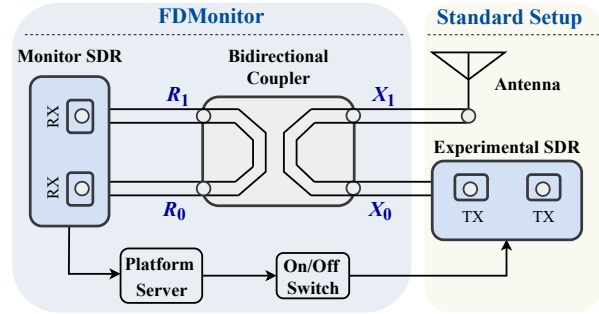 FDMonitor
Standard Setup
Monitor SDR
Bidirectional
Coupler
R1
X1
Antenna
RX
RX
Experimental SDR
R0
X0
TX
TX
Platform
Server
On/Off
Switch